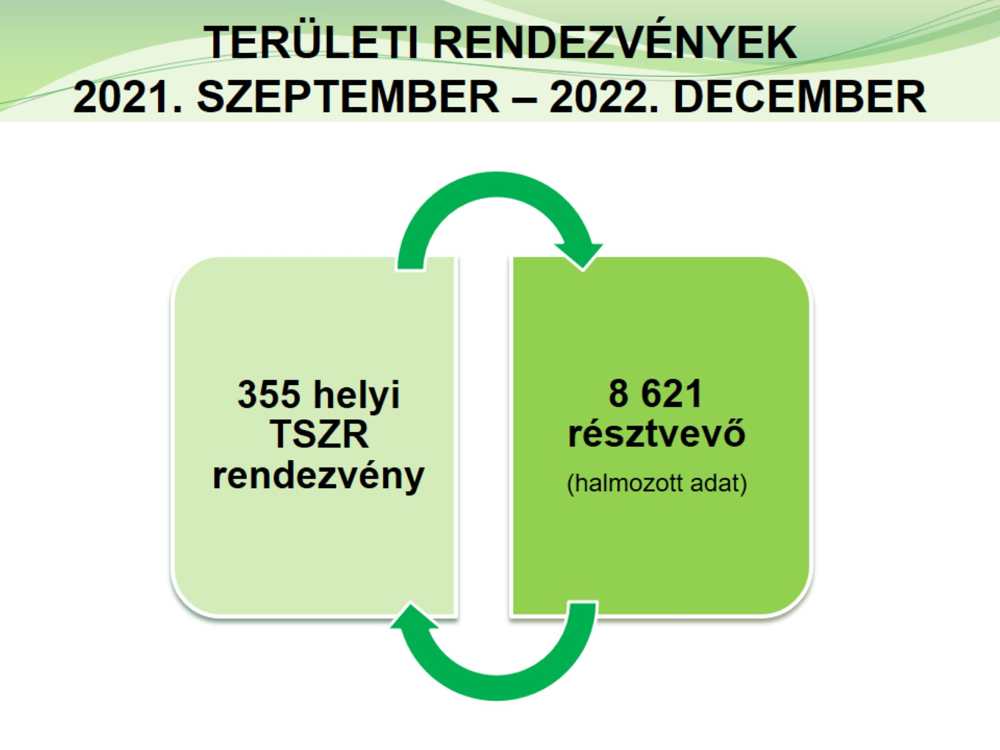 TERÜLETI RENDEZVÉNYEK
2021. SZEPTEMBER – 2022. DECEMBER
355 helyi
TSZR
rendezvény
8 621
résztvevő
(halmozott adat)